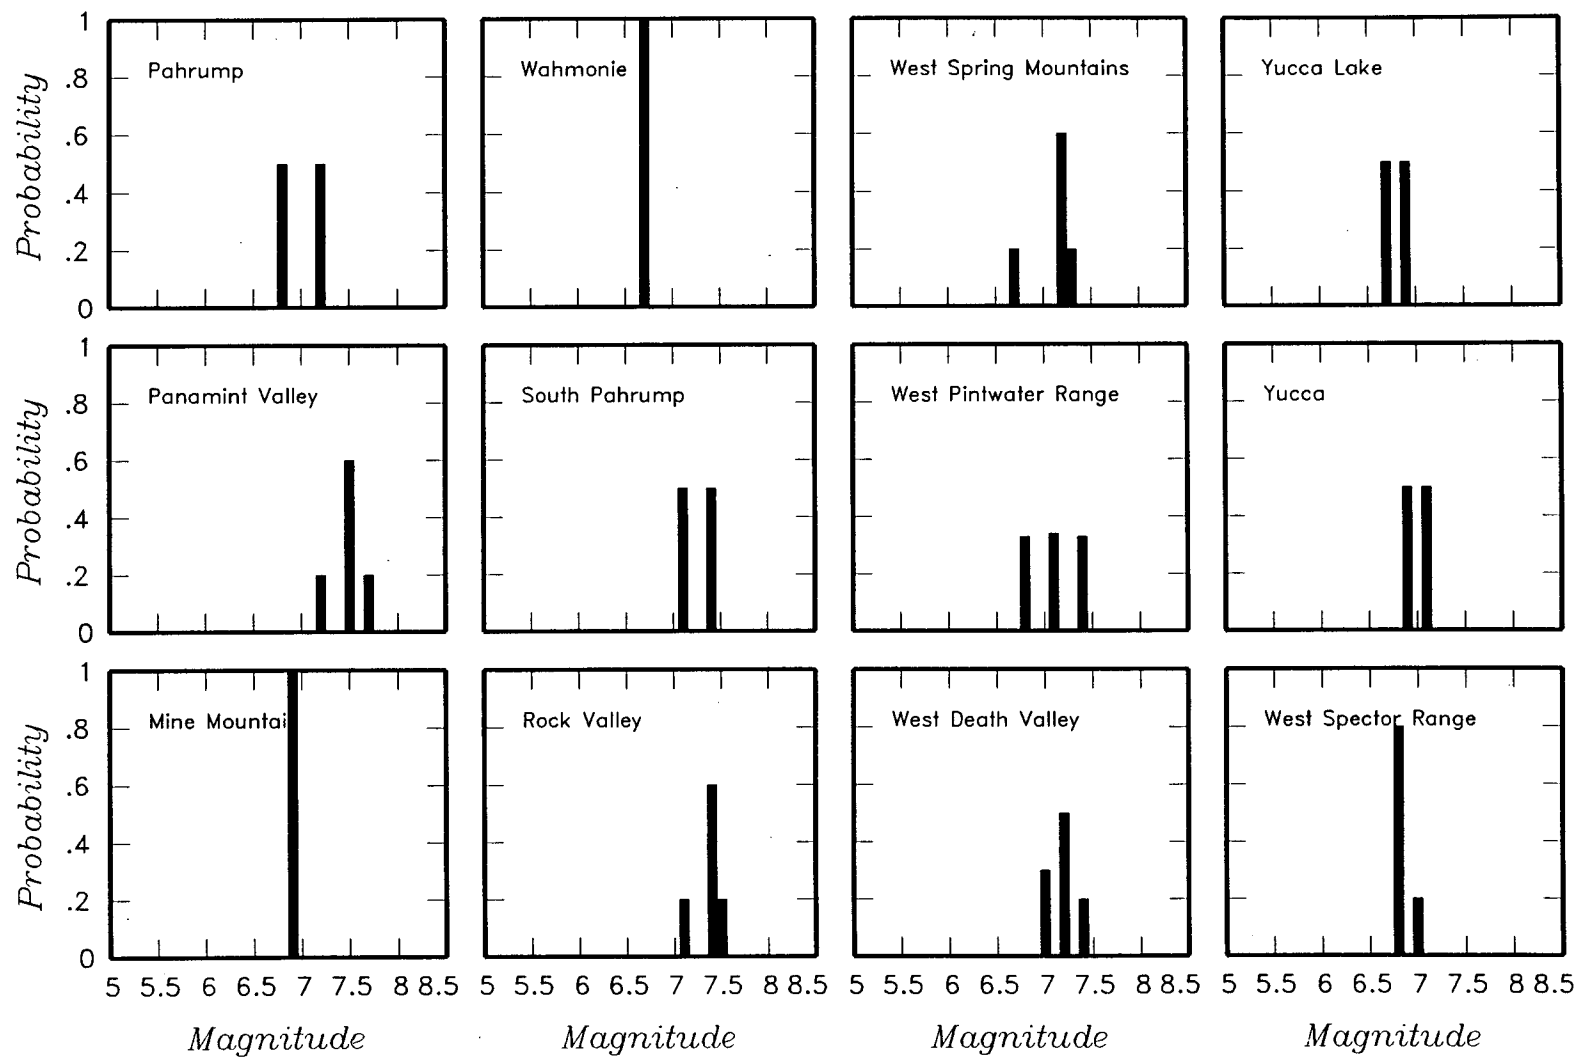 1
.8
.6
.4
.2
0
Probability
Pahrump
Wahmonie
West Spring Mountains
Yucca Lake
1
.8
.6
.4
.2
0
Probability
Panamint Valley
South Pahrump
West Pintwater Range
Yucca
1
.8
.6
.4
.2
0
Probability
Mine Mountai
Rock Valley
West Death Valley
West Spector Range
5 5.5 6 6.5 7 7.5 8 8.5
5 5.5 6 6.5 7 7.5 8 8.5
5 5.5 6 6.5 7 7.5 8 8.5
5 5.5 6 6.5 7 7.5 8 8.5
Magnitude
Magnitude
Magnitude
Magnitude